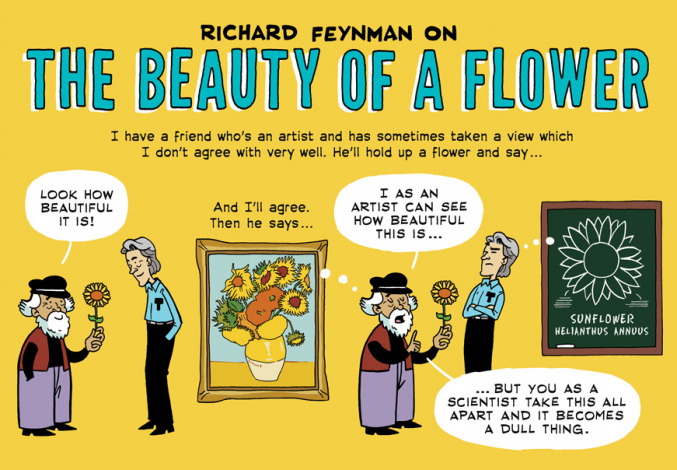 RICHARD FEYNMAN ON
THE BEAUTY OF A FLOWER
I have a friend who's an artist and has sometimes taken a view which
I don't agree with very well. He'll hold up a flower and say...
LOOK HOW
BEAUTIFUL
IT IS!
And I'll agree.
Then he says...
I AS AN
ARTIST CAN SEE
HOW BEAUTIFUL
THIS IS...
SUNFLOWER
HELIANTHUS ANNUUS
...BUT YOU AS A
SCIENTIST TAKE THIS ALL
APART AND IT BECOMES
A DULL THING.